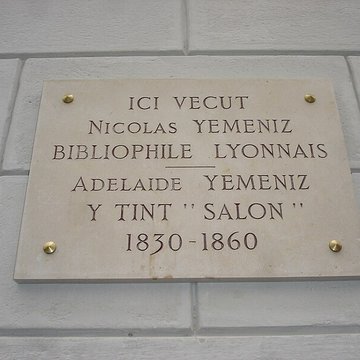 ICI VECUT
NICOLAS YEMENIZ
BIBLIOPHILE LYONNAIS
ADELAIDE YEMENIZ
Y TINT "SALON"
1830-1860